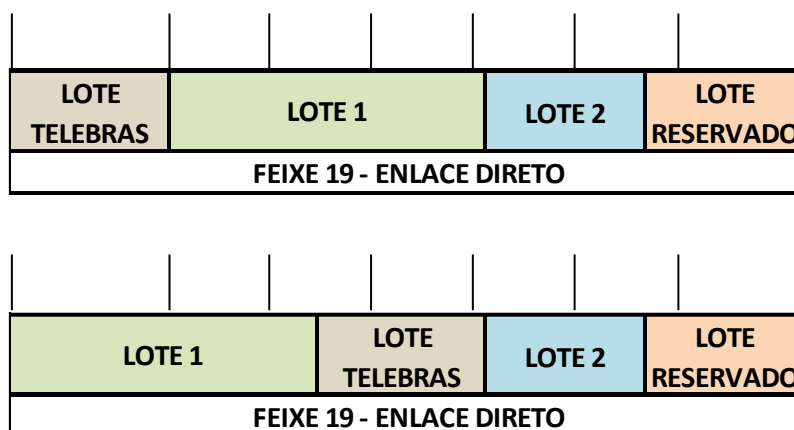 LOTE TELEBRAS
LOTE 1
LOTE 2
LOTE RESERVADO
FEIXE 19 - ENLACE DIRETO
LOTE 1
LOTE TELEBRAS
LOTE 2
LOTE RESERVADO
FEIXE 19 - ENLACE DIRETO